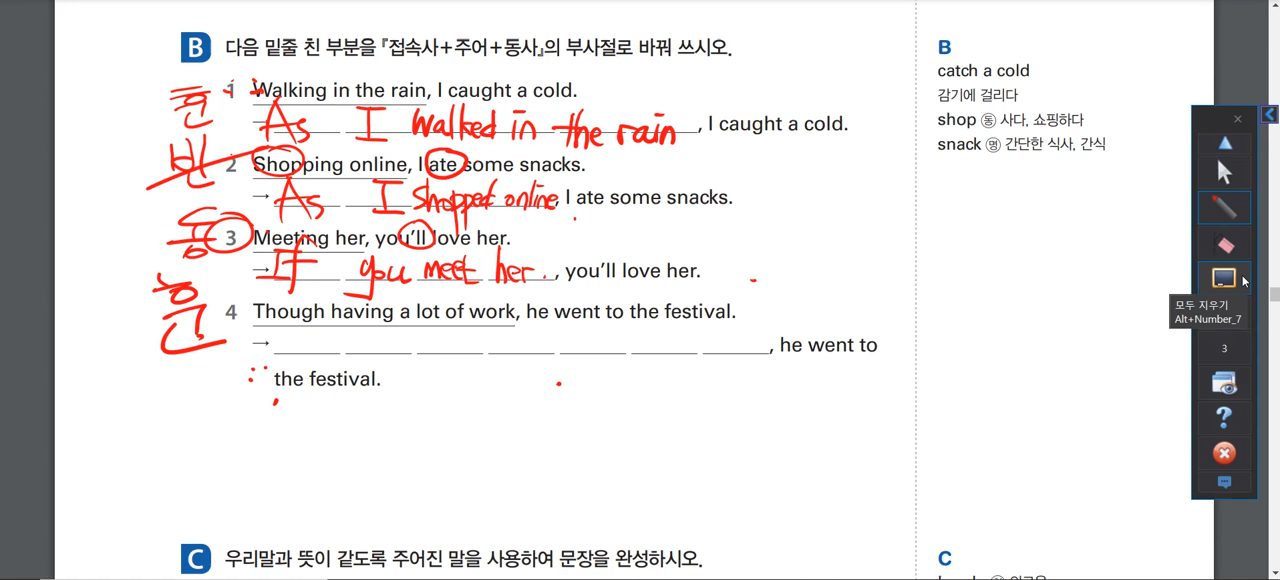 B 다음 밑줄 친 부분을 『접속사+주어+동사』의 부사절로 바꿔 쓰시오.
1 Walking in the rain, I caught a cold.
→ As I walked in the rain, I caught a cold.
2 Shopping online, I ate some snacks.
→ As I shopped online, I ate some snacks.
3 Meeting her, you'll love her.
→ If you meet her, you'll love her.
4 Though having a lot of work, he went to the festival.
→ , he went to
the festival.
C 우리말과 뜻이 같도록 주어진 말을 사용하여 문장을 완성하시오.
B
catch a cold
감기에 걸리다
shop 동 사다, 쇼핑하다
snack 명 간단한 식사, 간식
C
모두 지우기
Alt+Number_7
3